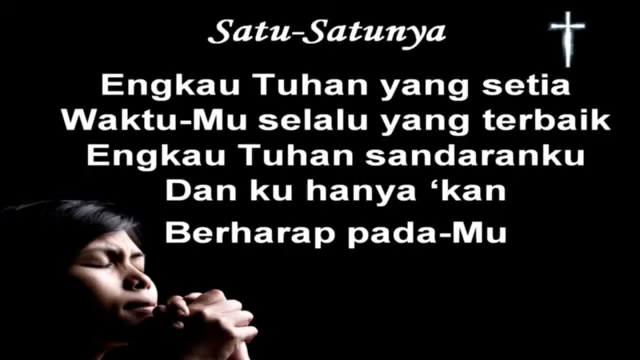 Satu-Satunya
Engkau Tuhan yang setia
Waktu-Mu selalu yang terbaik
Engkau Tuhan sandaranku
Dan ku hanya ‘kan
Berharap pada-Mu